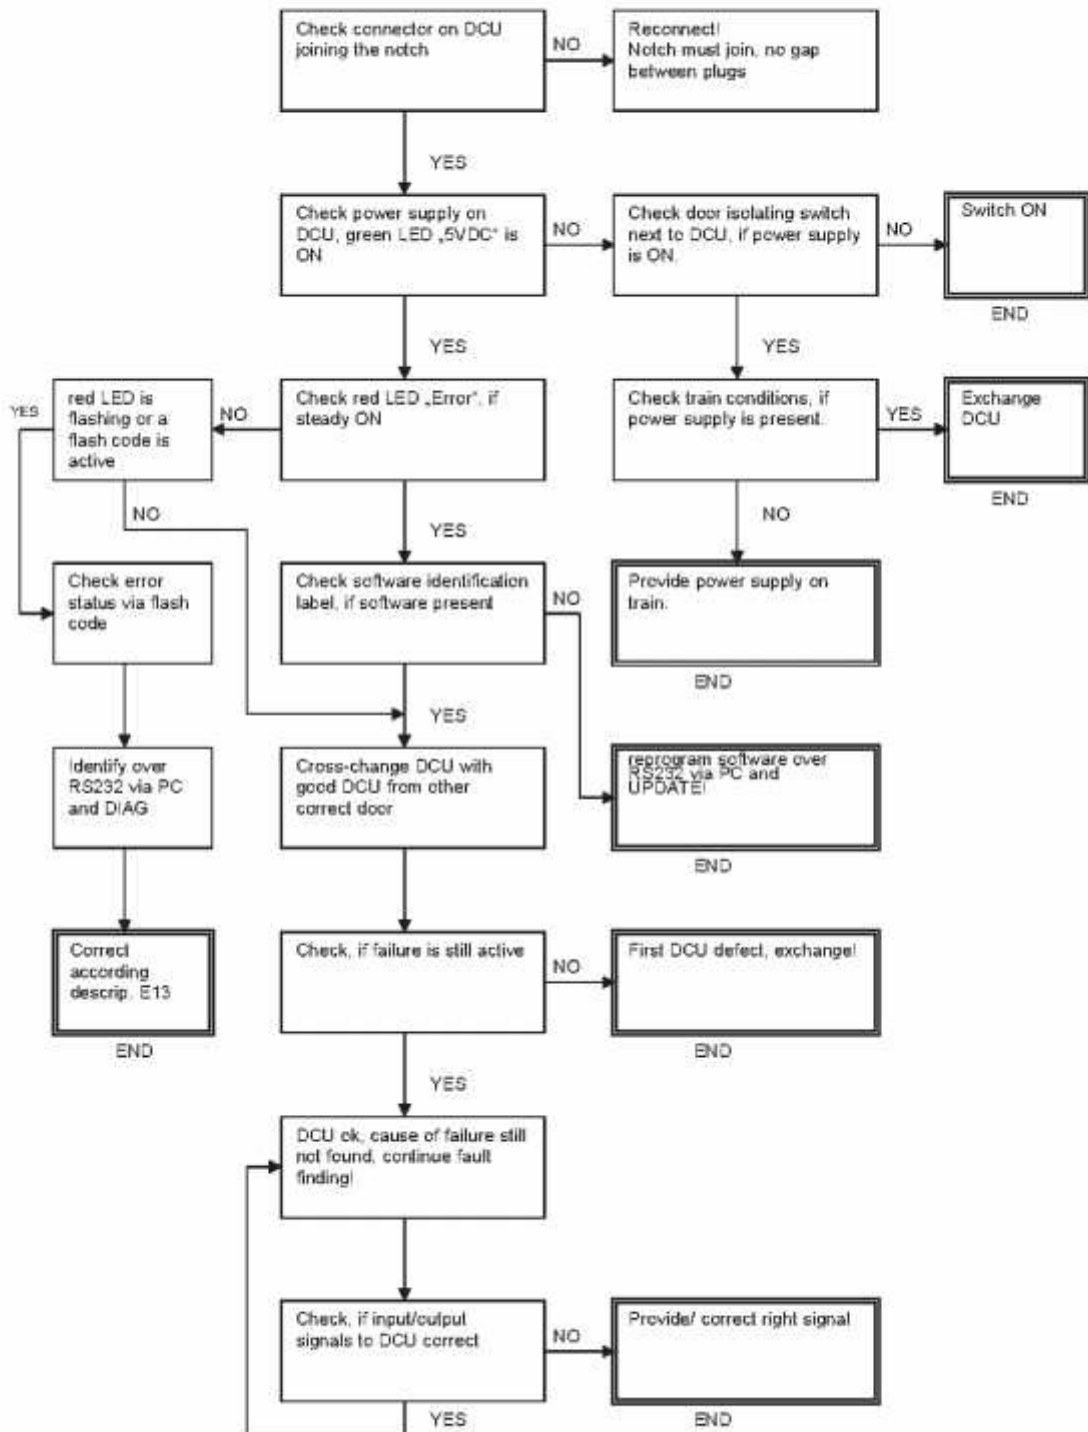 Check connector on DCU
joining the notch
NO
Reconnect!
Notch must join, no gap
between plugs
YES
Check power supply on
DCU, green LED „5VDC“ is
ON
NO
Check door isolating switch
next to DCU, if power supply
is ON.
NO
Switch ON
END
YES
YES
YES
red LED is
flashing or a
flash code is
active
NO
Check red LED „Error“, if
steady ON
Check train conditions, if
power supply is present.
YES
Exchange
DCU
END
NO
YES
NO
Check error
status via flash
code
Check software identification
label, if software present
NO
Provide power supply on
train.
END
YES
Identify over
RS232 via PC
and DIAG
Cross-change DCU with
good DCU from other
correct door
reprogram software over
RS232 via PC and
UPDATE!
END
Correct
according
descrip. E13
END
Check, if failure is still active
NO
First DCU defect, exchange!
END
YES
DCU ok, cause of failure still
not found, continue fault
finding!
Check, if input/output
signals to DCU correct
NO
Provide/ correct right signal
YES
END